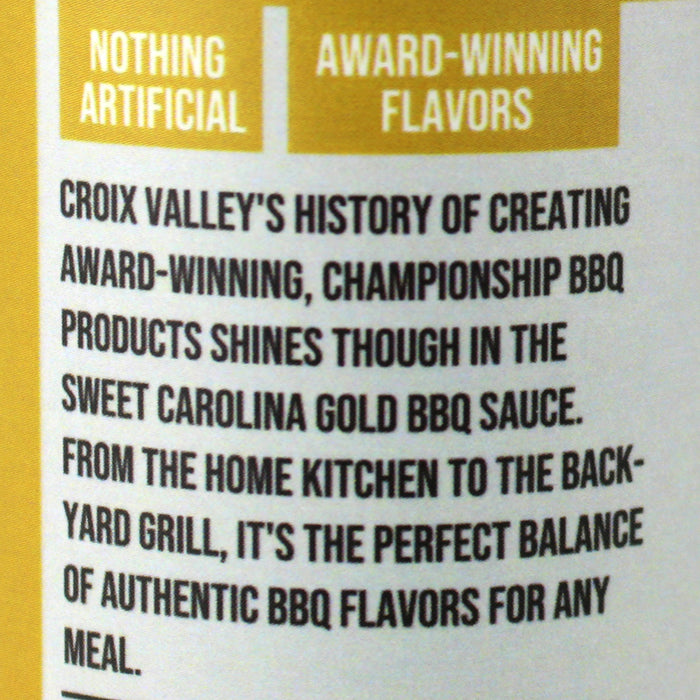 NOTHING
ARTIFICIAL
AWARD-WINNING
FLAVORS
CROIX VALLEY'S HISTORY OF CREATING
AWARD-WINNING, CHAMPIONSHIP BBQ
PRODUCTS SHINES THOUGH IN THE
SWEET CAROLINA GOLD BBQ SAUCE.
FROM THE HOME KITCHEN TO THE BACK-
YARD GRILL, IT'S THE PERFECT BALANCE
OF AUTHENTIC BBQ FLAVORS FOR ANY
MEAL.